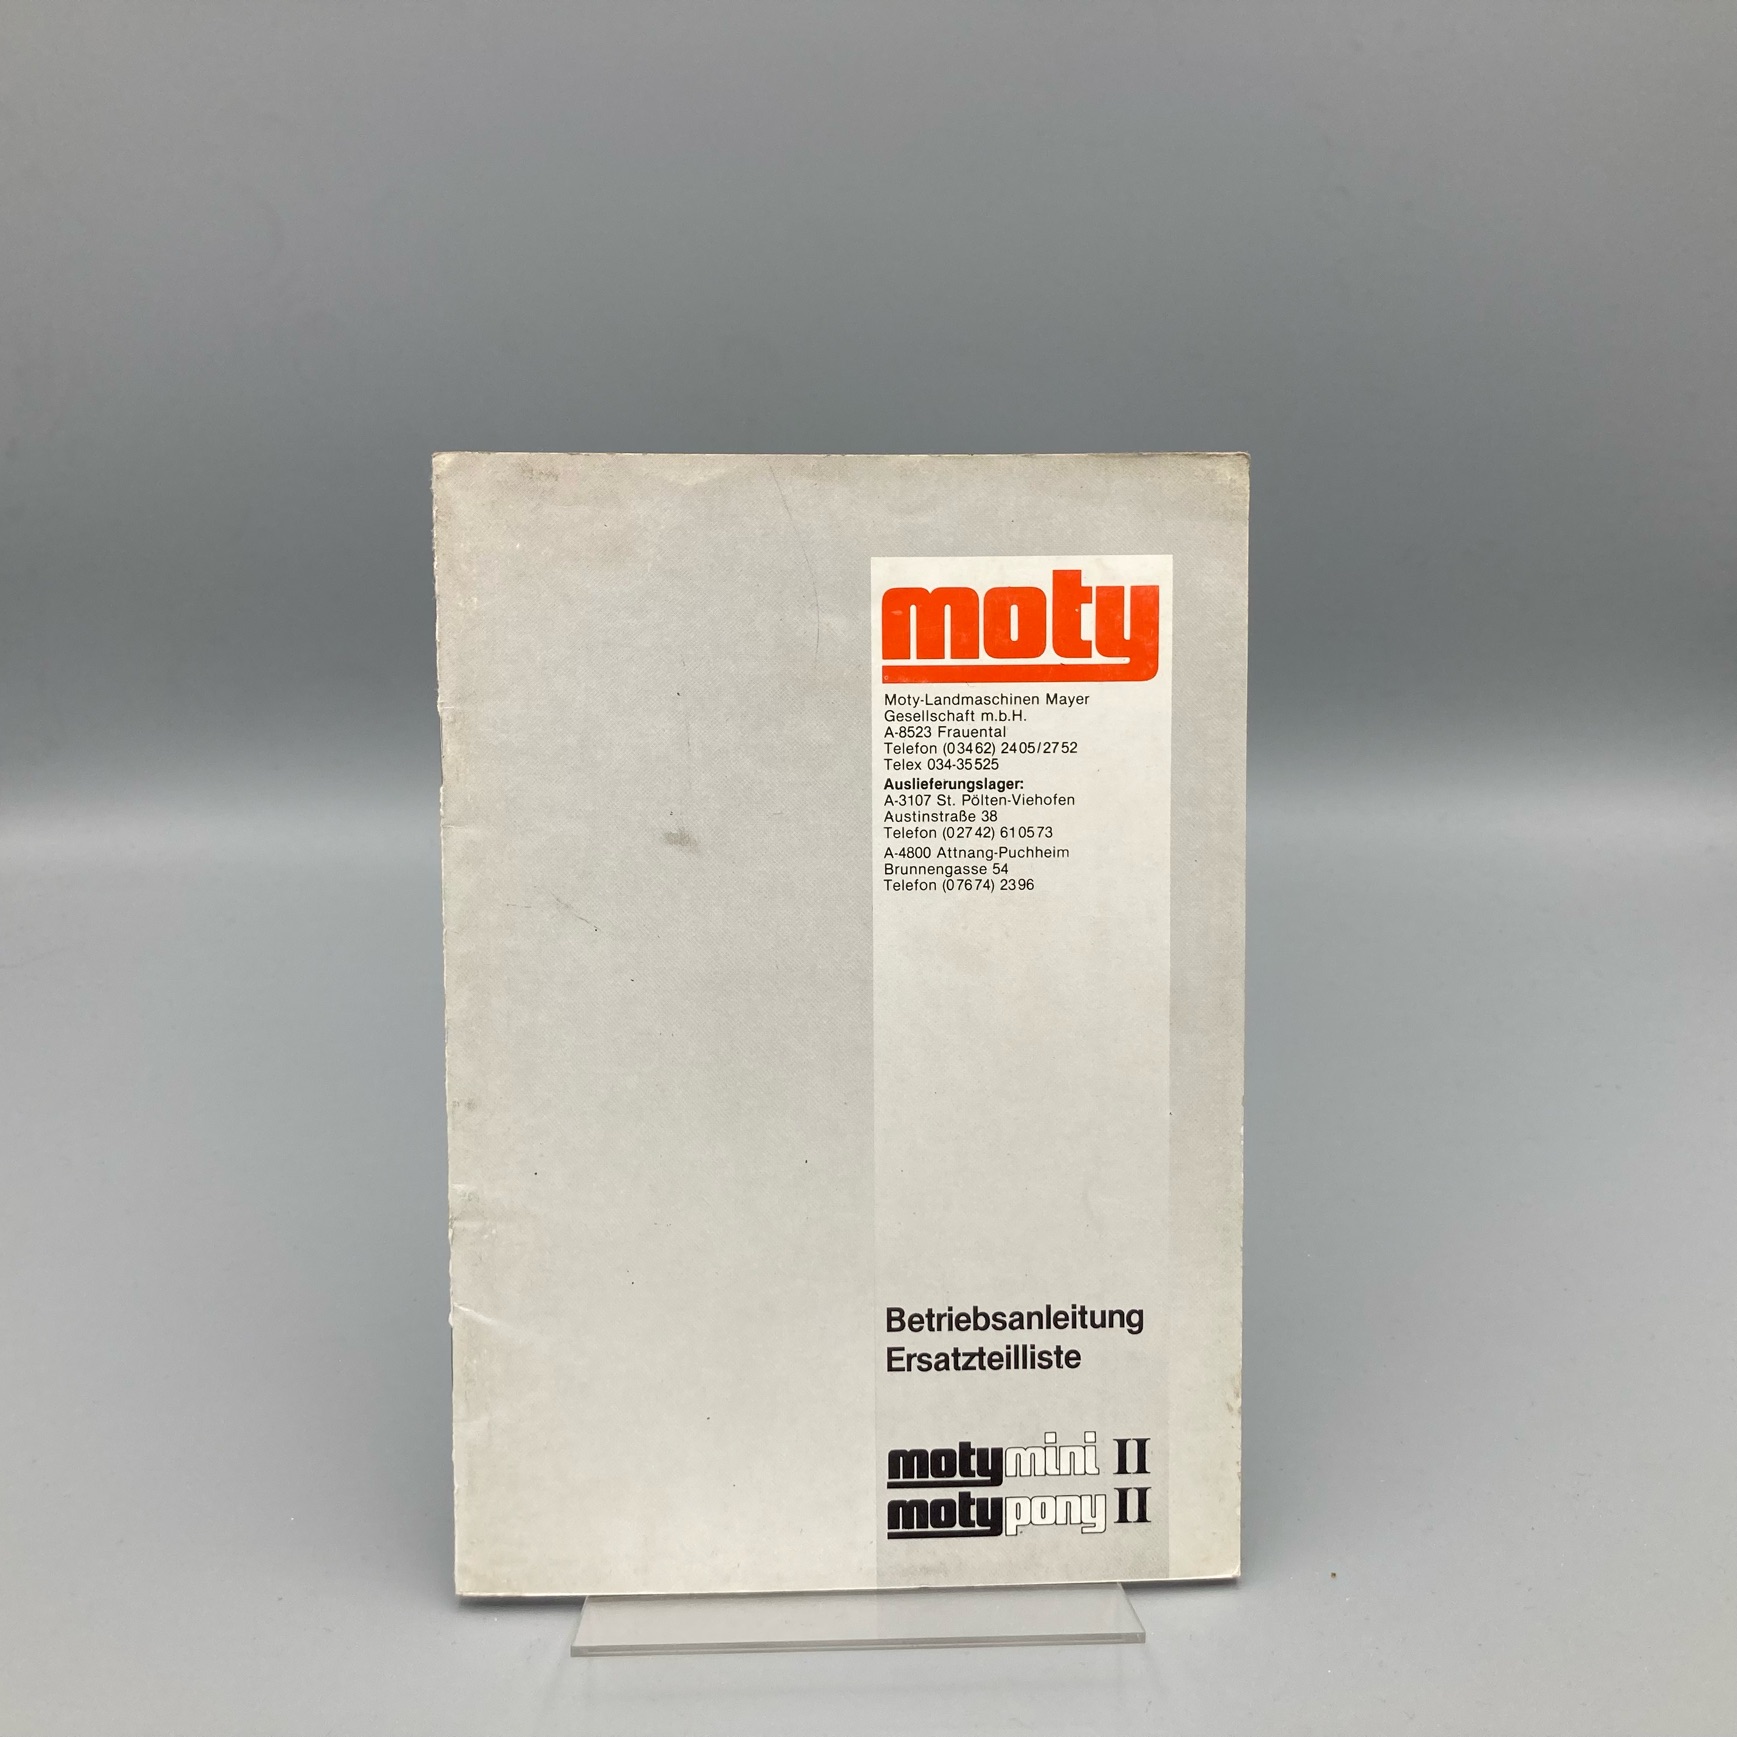 moty
Moty-Landmaschinen Mayer
Gesellschaft m.b.H.
A-8523 Frauental
Telefon (03462) 2405/2752
Telex 034-35525
Auslieferungslager:
A-3107 St. Pölten-Viehofen
Austinstraße 38
Telefon (02742) 610573
A-4800 Attnang-Puchheim
Brunnengasse 54
Telefon (07674) 2396
Betriebsanleitung
Ersatzteilliste
motymini II
motypony II